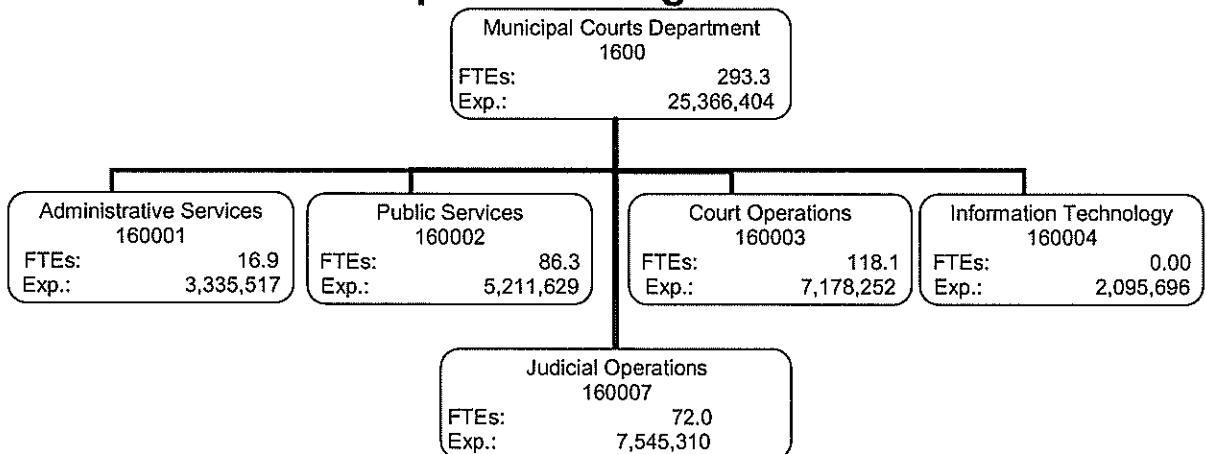 Municipal Courts Department
1600
FTEs: 293.3
Exp.: 25,366,404
Administrative Services
160001
FTEs: 16.9
Exp.: 3,335,517
Public Services
160002
FTEs: 86.3
Exp.: 5,211,629
Court Operations
160003
FTEs: 118.1
Exp.: 7,178,252
Information Technology
160004
FTEs: 0.00
Exp.: 2,095,696
Judicial Operations
160007
FTEs: 72.0
Exp.: 7,545,310